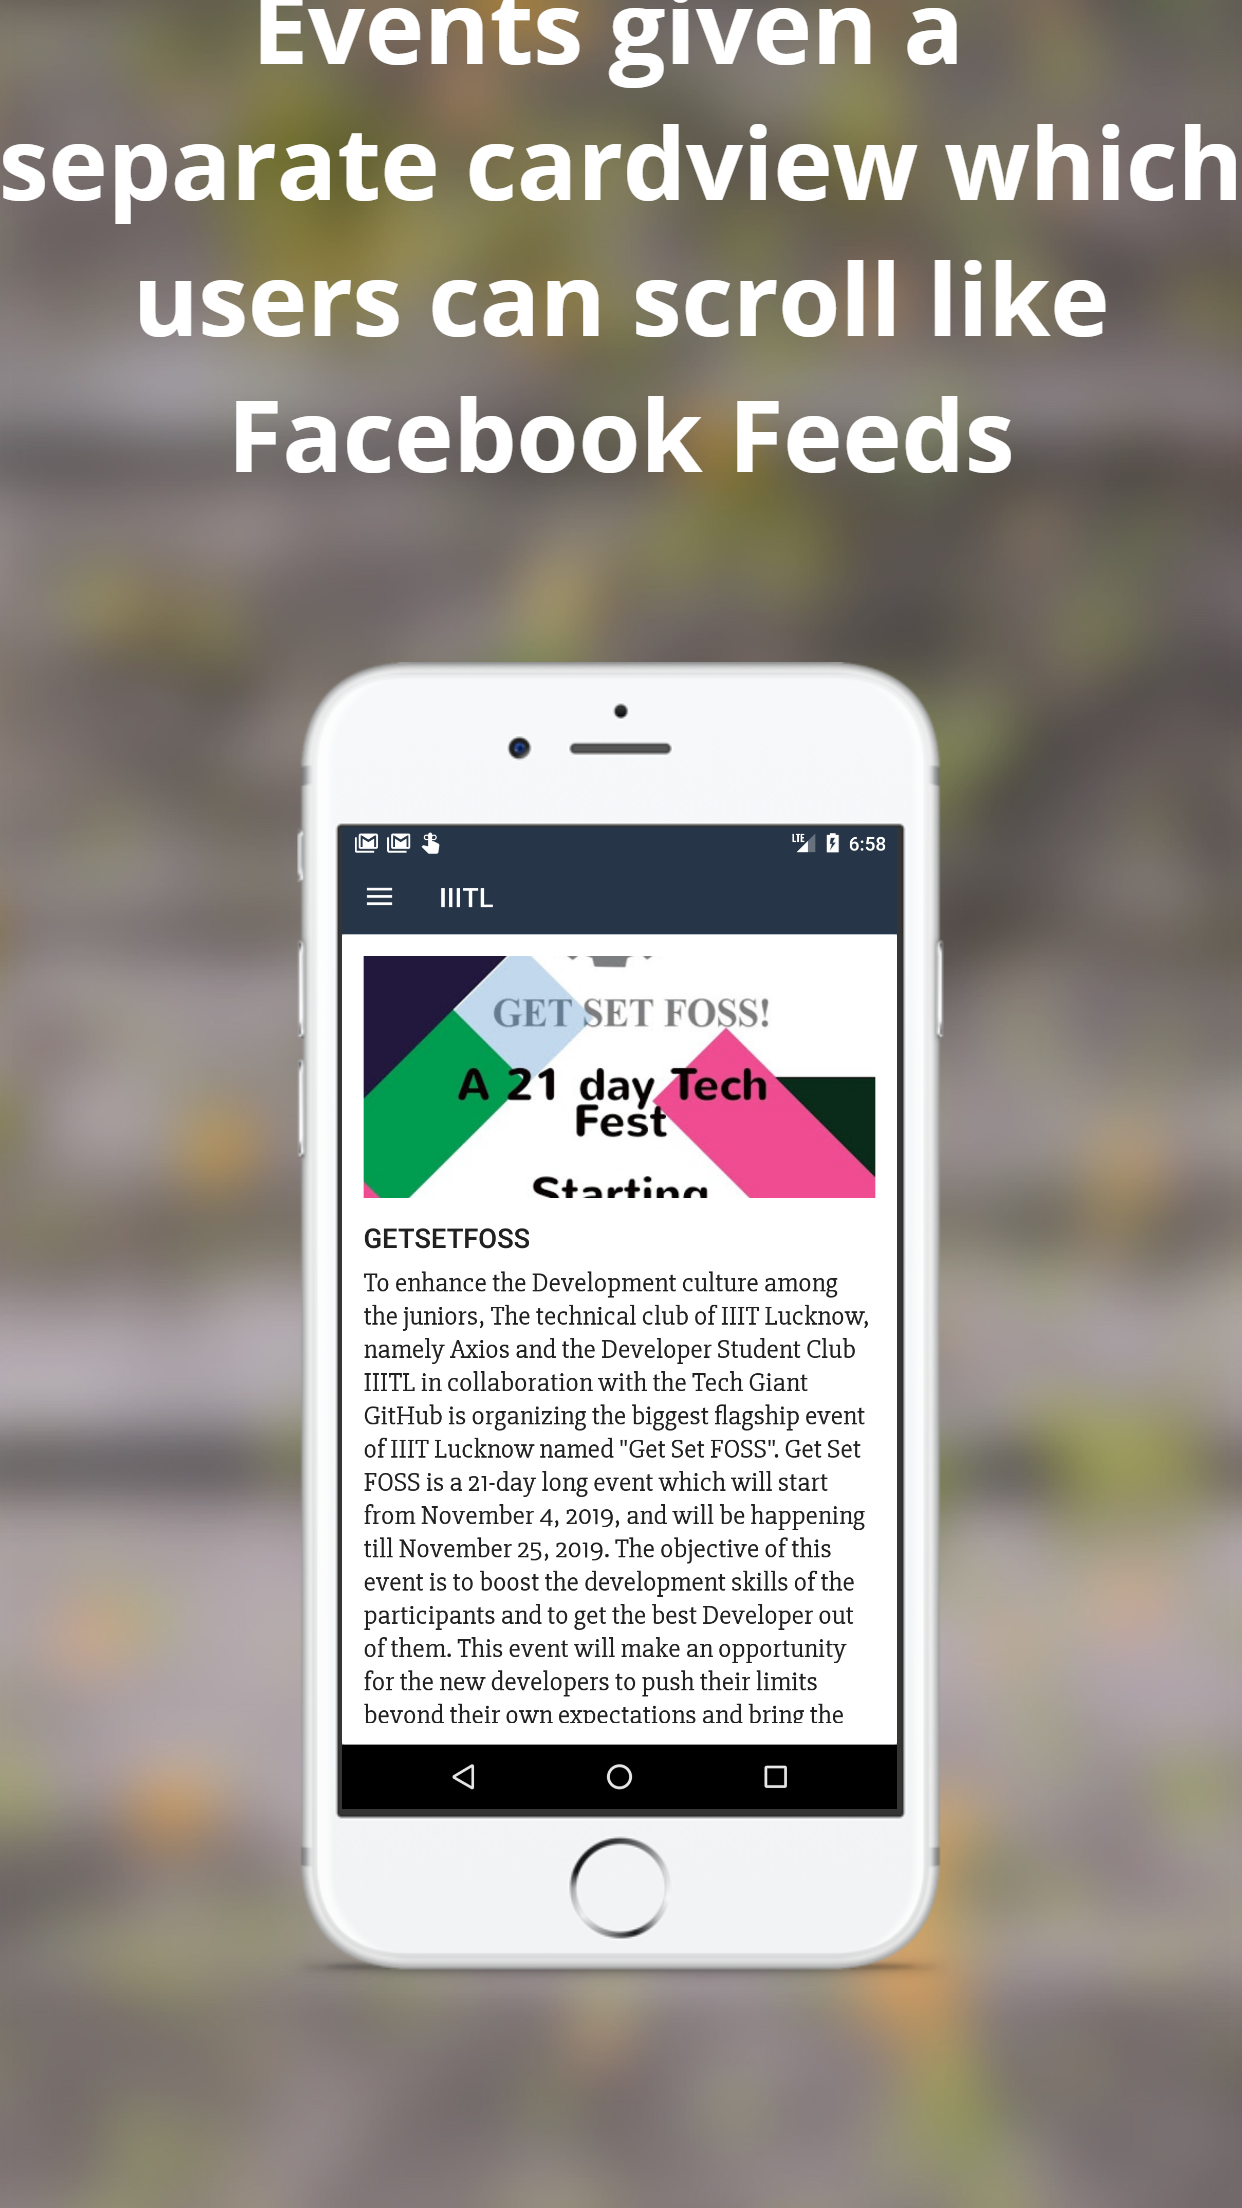 Events given a
separate cardview which
users can scroll like
Facebook Feeds
LTE 6:58
IIITL
GET SET FOSS!
A 21 day Tech
Fest
Starting
GETSETFOSS
To enhance the Development culture among
the juniors, The technical club of IIIT Lucknow,
namely Axios and the Developer Student Club
IIITL in collaboration with the Tech Giant
GitHub is organizing the biggest flagship event
of IIIT Lucknow named "Get Set FOSS". Get Set
FOSS is a 21-day long event which will start
from November 4, 2019, and will be happening
till November 25, 2019. The objective of this
event is to boost the development skills of the
participants and to get the best Developer out
of them. This event will make an opportunity
for the new developers to push their limits
beyond their own expectations and bring the